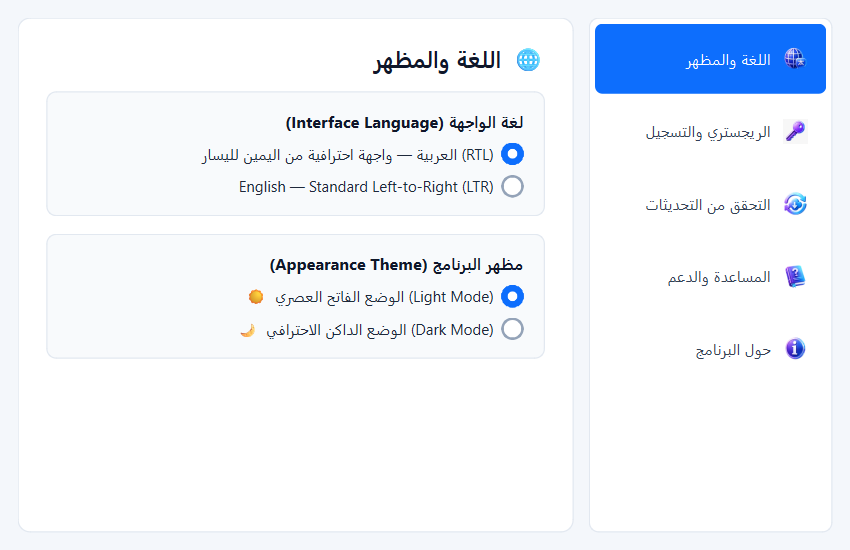 اللغة والمظهر
الريجستري والتسجيل
التحقق من التحديثات
المساعدة والدعم
حول البرنامج
اللغة والمظهر
لغة الواجهة (Interface Language)
العربية — واجهة احترافية من اليمين لليسار (RTL)
English — Standard Left-to-Right (LTR)
مظهر البرنامج (Appearance Theme)
الوضع الفاتح العصري (Light Mode)
الوضع الداكن الاحترافي (Dark Mode)